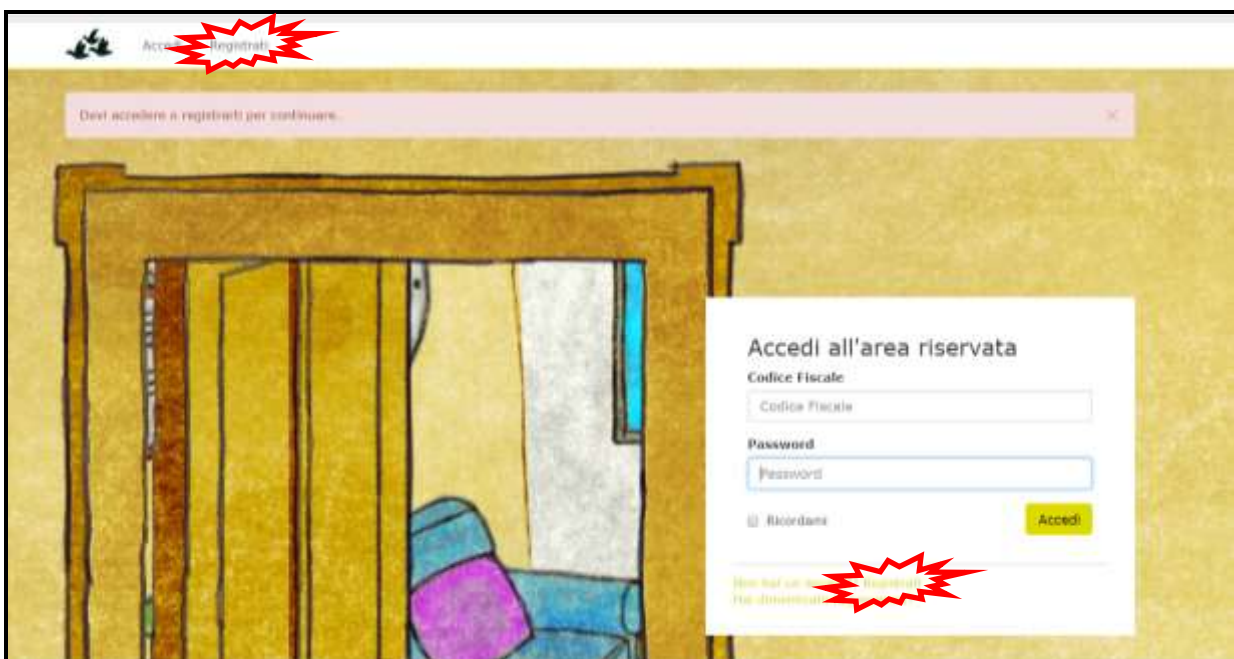 Accedi Registrati
Devi accedere o registrarti per continuare.
Accedi all'area riservata
Codice Fiscale
Codice Fiscale
Password
Password
Ricordami
Accedi
Non hai un Registrati
Hai dimenticato